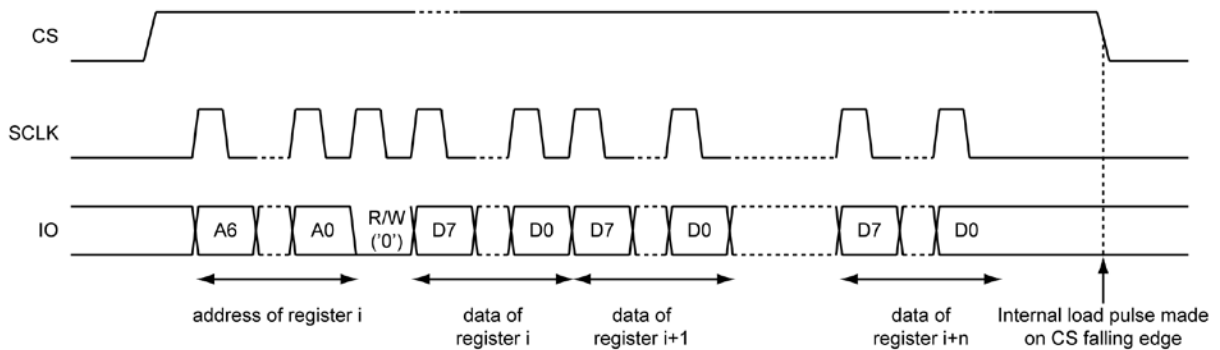 CS
SCLK
IO
A6
A0
R/W
('0')
D7
D0
D7
D0
D7
D0
address of register i
data of
register i
data of
register i+1
data of
register i+n
Internal load pulse made
on CS falling edge